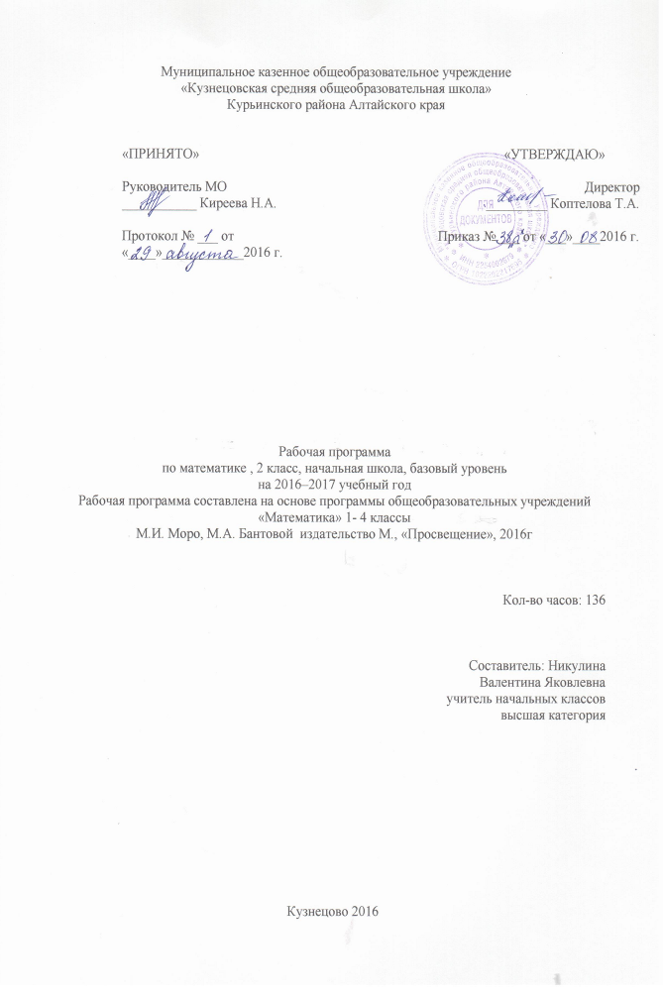 Муниципальное казенное общеобразовательное учреждение
«Кузнецовская средняя общеобразовательная школа»
Курьинского района Алтайского края
«ПРИНЯТО»
Руководитель МО
___________ Киреева Н.А.
Протокол № 1 от
«29» августа 2016 г.
«УТВЕРЖДАЮ»
Директор
Коптелова Т.А.
Приказ № от «30» 08 2016 г.
ДЛЯ
ДОКУМЕНТОВ
Рабочая программа
по математике , 2 класс, начальная школа, базовый уровень
на 2016–2017 учебный год
Рабочая программа составлена на основе программы общеобразовательных учреждений
«Математика» 1- 4 классы
М.И. Моро, М.А. Бантовой издательство М., «Просвещение», 2016г
Кол-во часов: 136
Составитель: Никулина
Валентина Яковлевна
учитель начальных классов
высшая категория
Кузнецово 2016